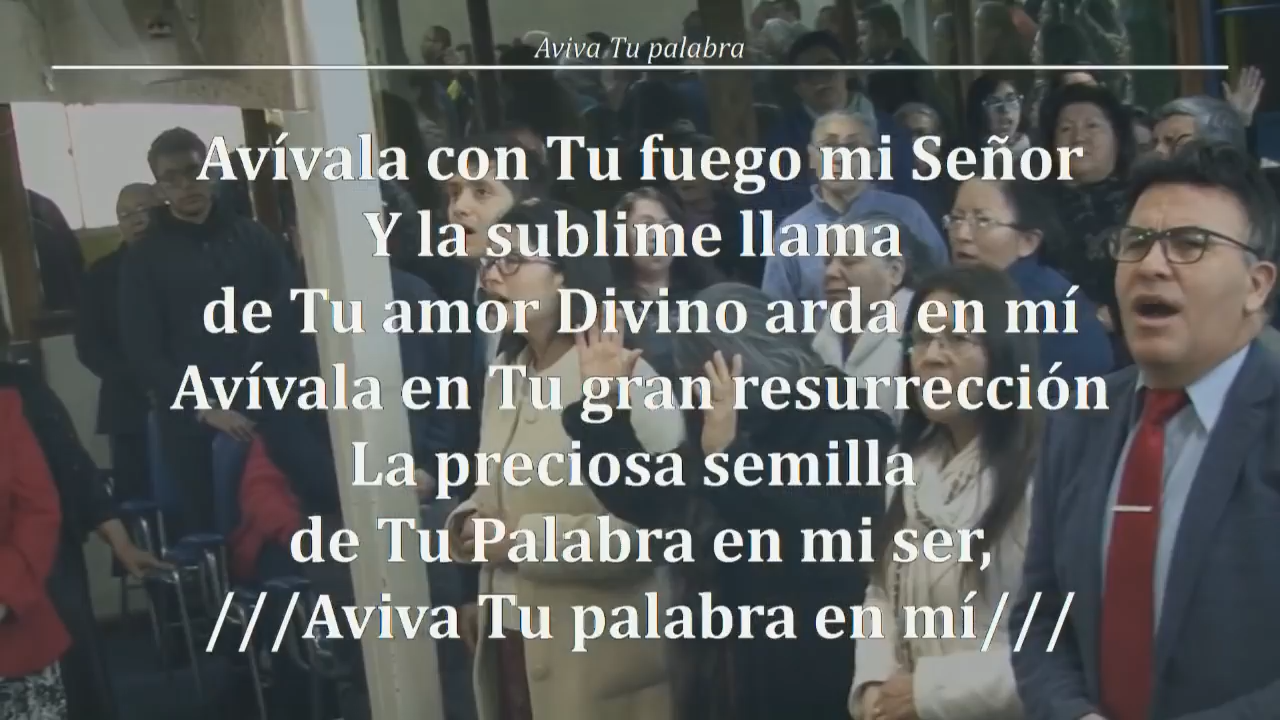 Aviva Tu palabra
Avívala con Tu fuego mi Señor
Y la sublime llama
de Tu amor Divino arda en mí
Avívala en Tu gran resurrección
La preciosa semilla
de Tu Palabra en mi ser,
///Aviva Tu palabra en mí///